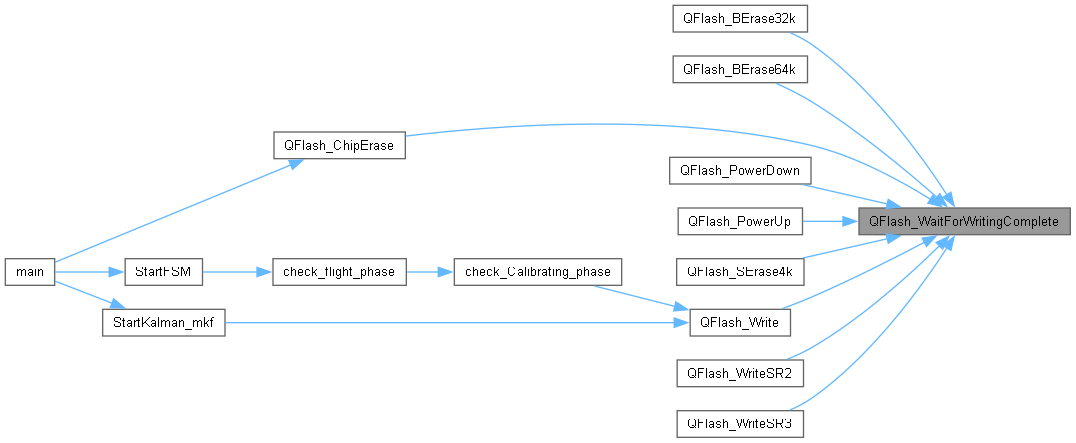 QFlash_BErase32k
QFlash_BErase64k
QFlash_ChipErase
QFlash_PowerDown
QFlash_PowerUp
QFlash_WaitForWritingComplete
main
StartFSM
check_flight_phase
check_Calibrating_phase
QFlash_SErase4k
StartKalman_mkf
QFlash_Write
QFlash_WriteSR2
QFlash_WriteSR3